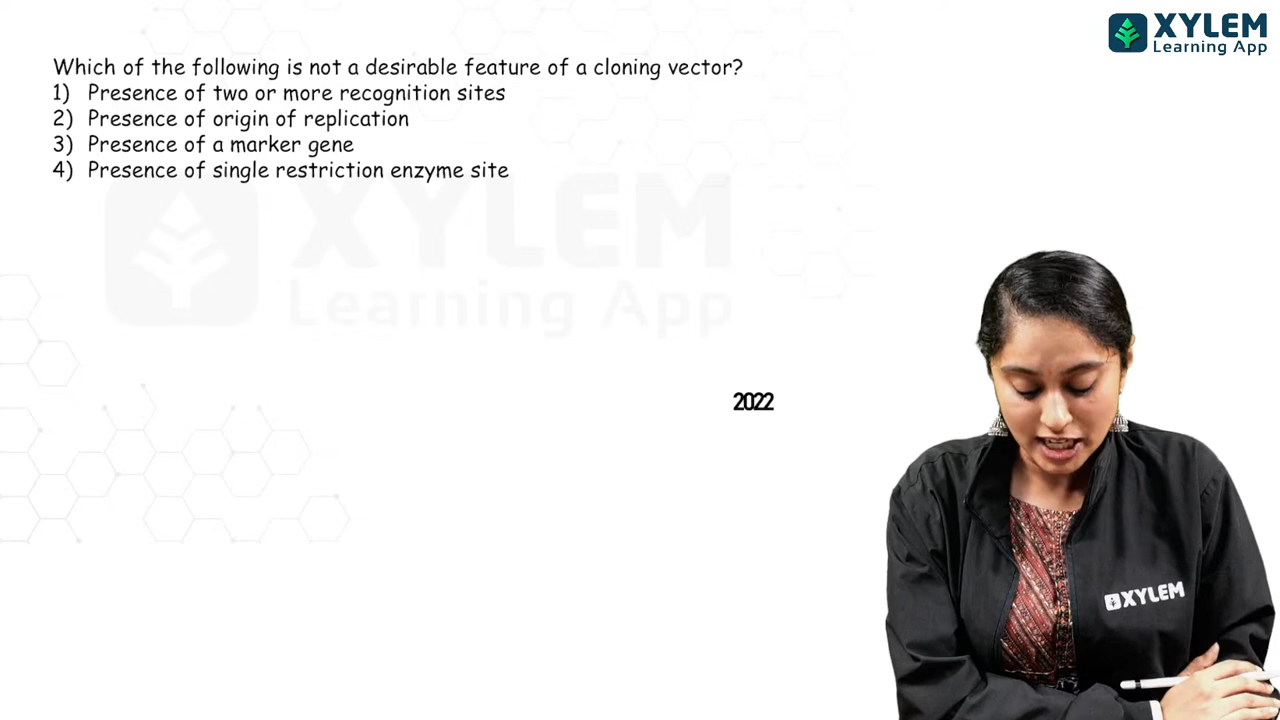 XYLEM
Learning App
Which of the following is not a desirable feature of a cloning vector?
1) Presence of two or more recognition sites
2) Presence of origin of replication
3) Presence of a marker gene
4) Presence of single restriction enzyme site
XYLEM
Learning App
2022
XYLEM